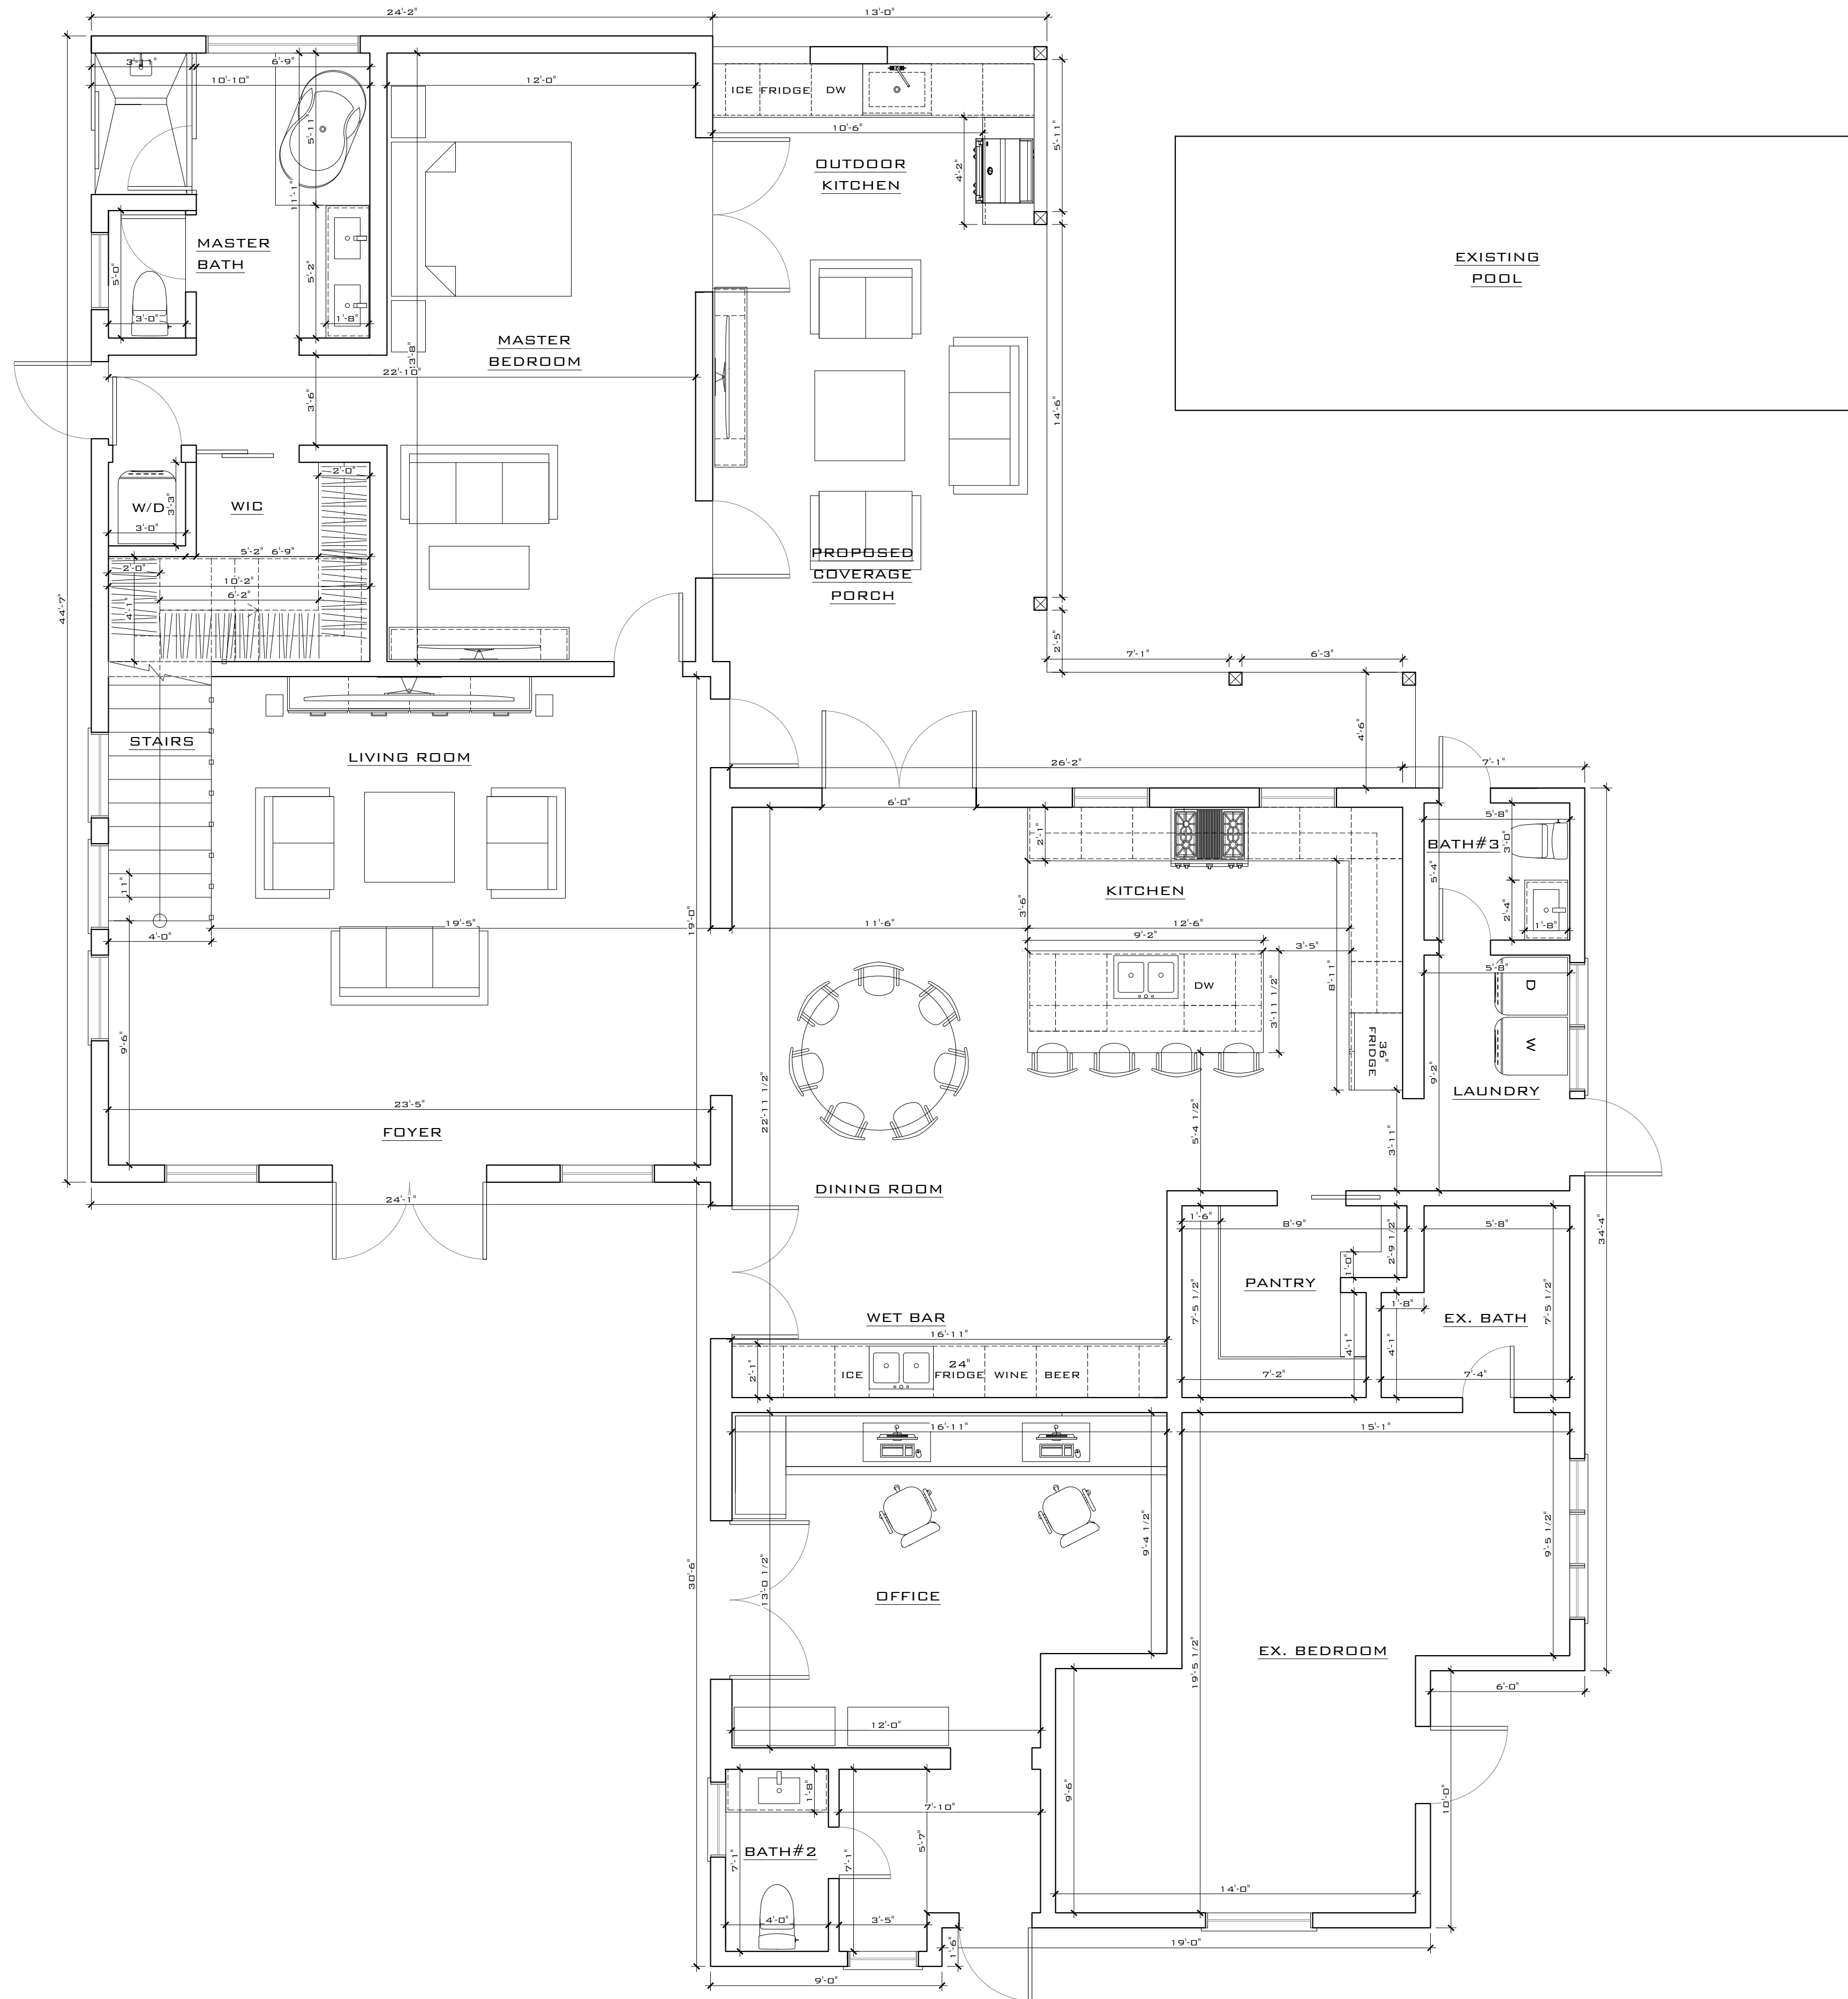 24'-2"
13'-0"
3'-11"
6'-9"
10'-10"
12'-0"
ICE
FRIDGE
DW
10'-6"
5'-11"
5'-11"
4'-2"
OUTDOOR
KITCHEN
11'-1"
MASTER
BATH
5'-0"
5'-2"
3'-0"
1'-8"
EXISTING
POOL
MASTER
BEDROOM
13'-8"
22'-10"
3'-6"
14'-6"
2'-0"
W/D
3'-3"
WIC
3'-0"
5'-2"
6'-9"
2'-0"
10'-2"
6'-2"
4'-1"
44'-7"
PROPOSED
COVERAGE
PORCH
2'-5"
7'-1"
6'-3"
4'-6"
STAIRS
LIVING ROOM
26'-2"
7'-1"
6'-0"
2'-1"
5'-8"
3'-0"
BATH#3
5'-4"
KITCHEN
11"
3'-6"
2'-4"
1'-8"
4'-0"
19'-5"
19'-0"
11'-6"
12'-6"
9'-2"
3'-5"
8'-11"
5'-8"
DW
D
3'-11 1/2"
W
36"
FRIDGE
9'-6"
9'-2"
LAUNDRY
23'-5"
22'-11 1/2"
5'-4 1/2"
3'-11"
FOYER
DINING ROOM
24'-1"
1'-6"
8'-9"
5'-8"
34'-4"
2'-9 1/2"
1'-0"
PANTRY
7'-5 1/2"
7'-5 1/2"
1'-8"
EX. BATH
WET BAR
16'-11"
4'-1"
4'-1"
2'-1"
ICE
24"
FRIDGE
WINE
BEER
7'-2"
7'-4"
16'-11"
15'-1"
9'-4 1/2"
9'-5 1/2"
30'-6"
13'-0 1/2"
OFFICE
EX. BEDROOM
19'-5 1/2"
6'-0"
12'-0"
1'-8"
9'-6"
10'-0"
7'-10"
5'-7"
BATH#2
7'-1"
7'-1"
14'-0"
4'-0"
3'-5"
1'-6"
19'-0"
9'-0"